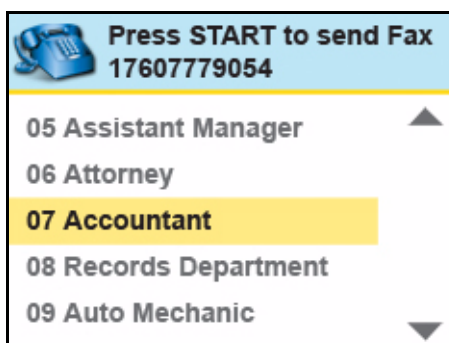 Press START to send Fax
17607779054
05 Assistant Manager
06 Attorney
07 Accountant
08 Records Department
09 Auto Mechanic